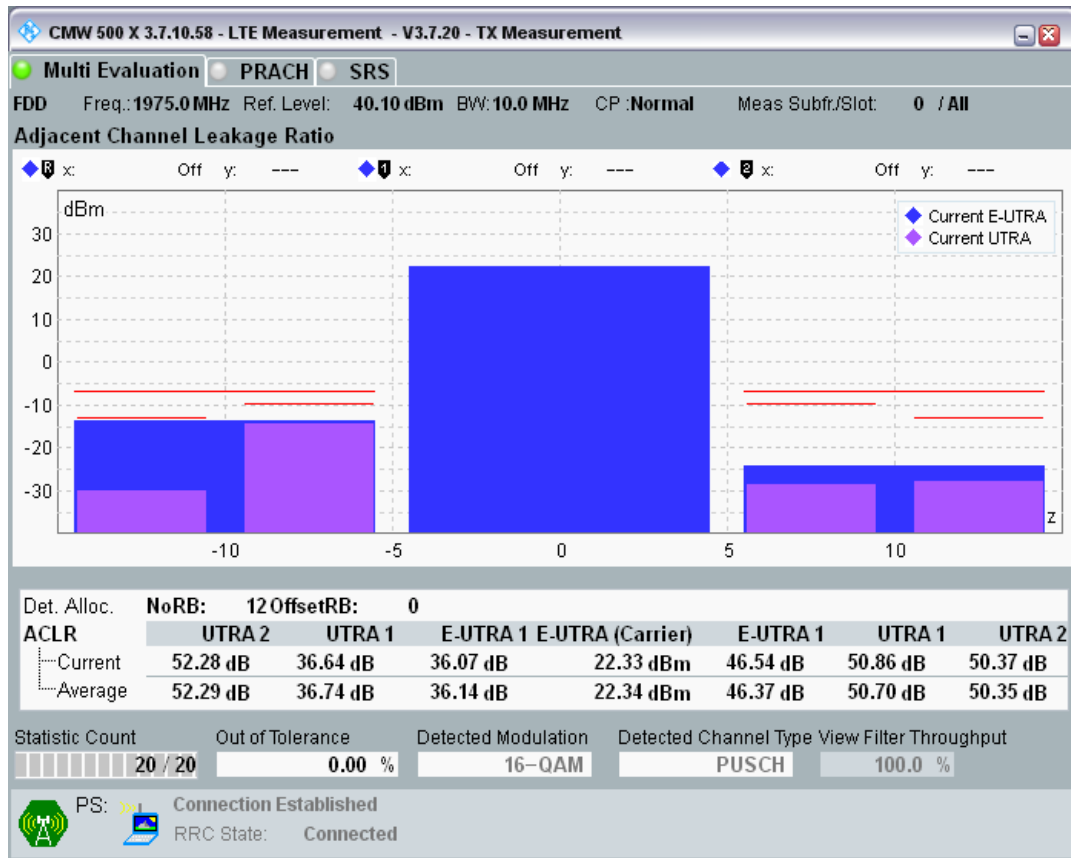 CMW 500 X 3.7.10.58 - LTE Measurement - V3.7.20 - TX Measurement
Multi Evaluation PRACH SRS
FDD Freq.: 1975.0 MHz Ref. Level: 40.10 dBm BW: 10.0 MHz CP :Normal Meas Subfr./Slot: 0 / All
Adjacent Channel Leakage Ratio
R x: Off y: --- 1 x: Off y: --- 2 x: Off y: ---
dBm
Current E-UTRA
Current UTRA
30
20
10
0
-10
-20
-30
z
-10 -5 0 5 10
Det. Alloc. NoRB: 12 OffsetRB: 0
ACLR UTRA 2 UTRA 1 E-UTRA 1 E-UTRA (Carrier) E-UTRA 1 UTRA 1 UTRA 2
Current 52.28 dB 36.64 dB 36.07 dB 22.33 dBm 46.54 dB 50.86 dB 50.37 dB
Average 52.29 dB 36.74 dB 36.14 dB 22.34 dBm 46.37 dB 50.70 dB 50.35 dB
Statistic Count Out of Tolerance Detected Modulation Detected Channel Type View Filter Throughput
20 / 20 0.00 % 16-QAM PUSCH 100.0 %
PS: Connection Established
RRC State: Connected